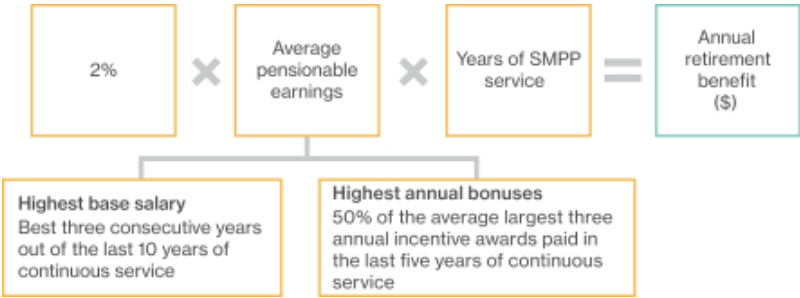 2%
×
Average
pensionable
earnings
×
Years of SMPP
service
=
Annual
retirement
benefit
($)
Highest base salary
Best three consecutive years
out of the last 10 years of
continuous service
Highest annual bonuses
50% of the average largest three
annual incentive awards paid in
the last five years of continuous
service